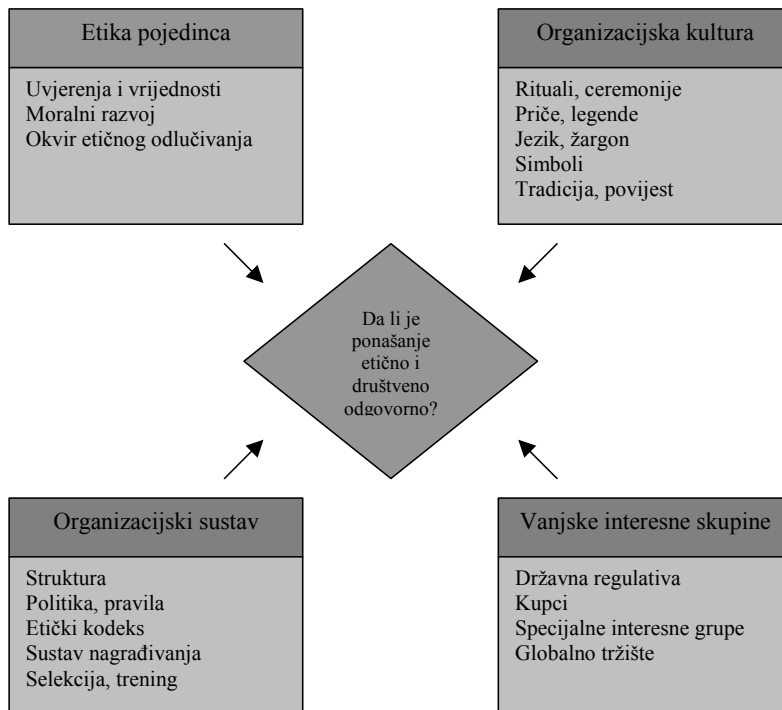 Etika pojedinca
Uvjerenja i vrijednosti
Moralni razvoj
Okvir etičnog odlučivanja
Organizacijska kultura
Rituali, ceremonije
Priče, legende
Jezik, žargon
Simboli
Tradicija, povijest
Da li je
ponašanje
etično i
društveno
odgovorno?
Organizacijski sustav
Struktura
Politika, pravila
Etički kodeks
Sustav nagrađivanja
Selekcija, trening
Vanjske interesne skupine
Državna regulativa
Kupci
Specijalne interesne grupe
Globalno tržište